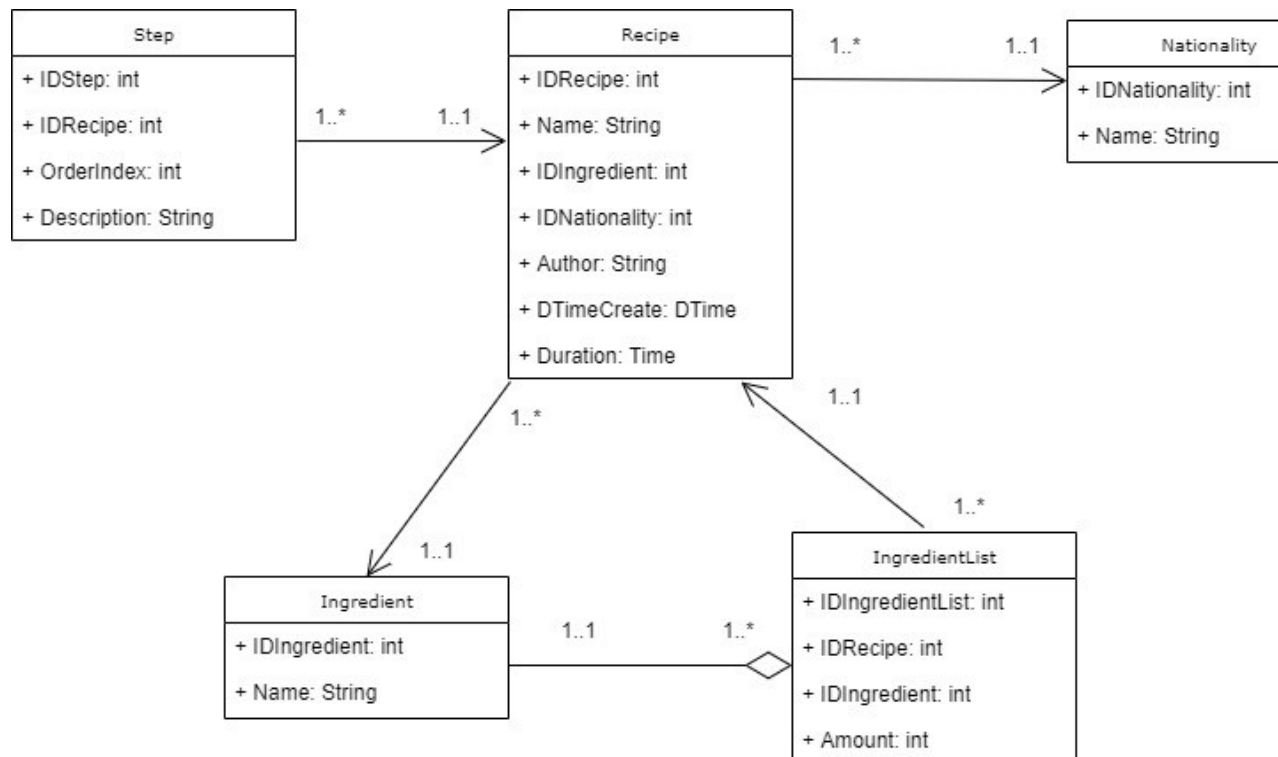 Step
+ IDStep: int
+ IDRecipe: int
+ OrderIndex: int
+ Description: String
1..*
1..1
Recipe
+ IDRecipe: int
+ Name: String
+ IDIngredient: int
+ IDNationality: int
+ Author: String
+ DTimeCreate: DTime
+ Duration: Time
1..*
1..1
Nationality
+ IDNationality: int
+ Name: String
1..*
1..1
1..1
1..*
Ingredient
+ IDIngredient: int
+ Name: String
1..1
1..*
IngredientList
+ IDIngredientList: int
+ IDRecipe: int
+ IDIngredient: int
+ Amount: int